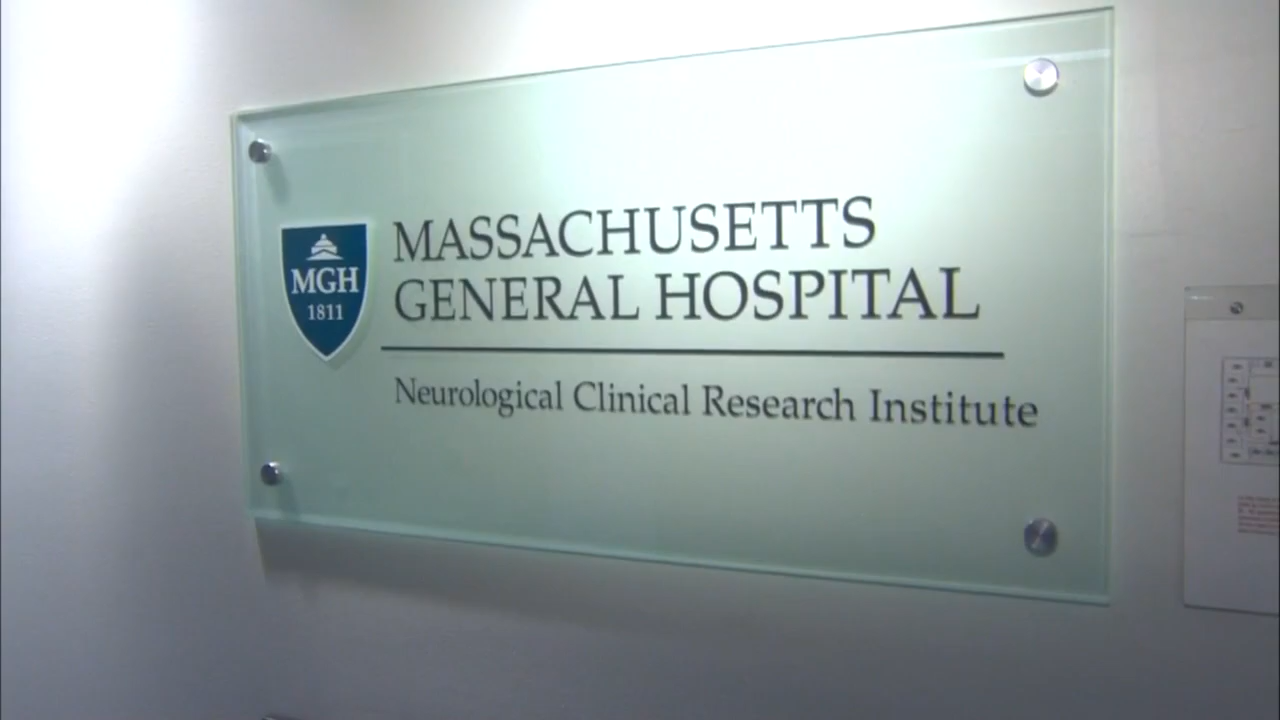 MASSACHUSETTS
GENERAL HOSPITAL
MGH
1811
Neurological Clinical Research Institute